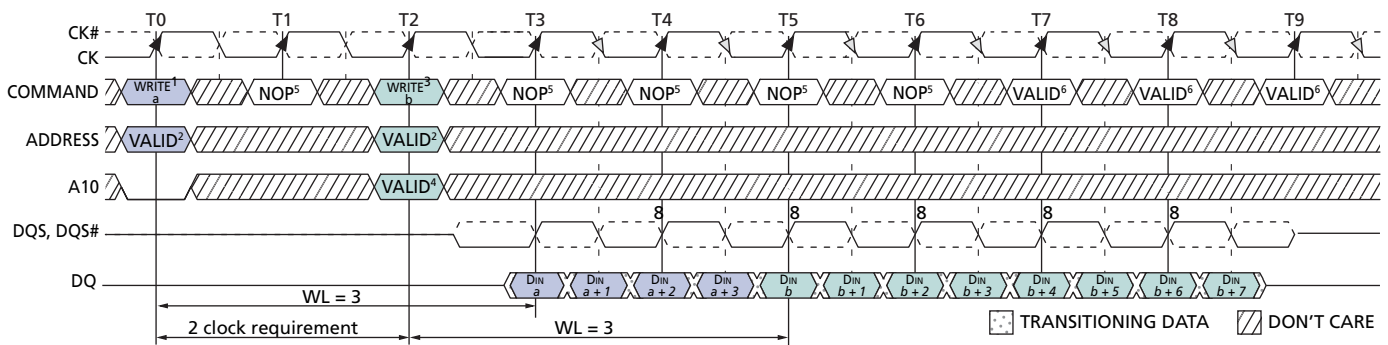 T0 T1 T2 T3 T4 T5 T6 T7 T8 T9
CK#
CK
COMMAND WRITE¹ a NOP⁵ WRITE³ b NOP⁵ NOP⁵ NOP⁵ NOP⁵ VALID⁶ VALID⁶ VALID⁶
ADDRESS VALID² VALID²
A10 VALID⁴
8 8 8 8 8
DQS, DQS#
DQ DIN a DIN a + 1 DIN a + 2 DIN a + 3 DIN b DIN b + 1 DIN b + 2 DIN b + 3 DIN b + 4 DIN b + 5 DIN b + 6 DIN b + 7
WL = 3
2 clock requirement WL = 3 TRANSITIONING DATA DON'T CARE